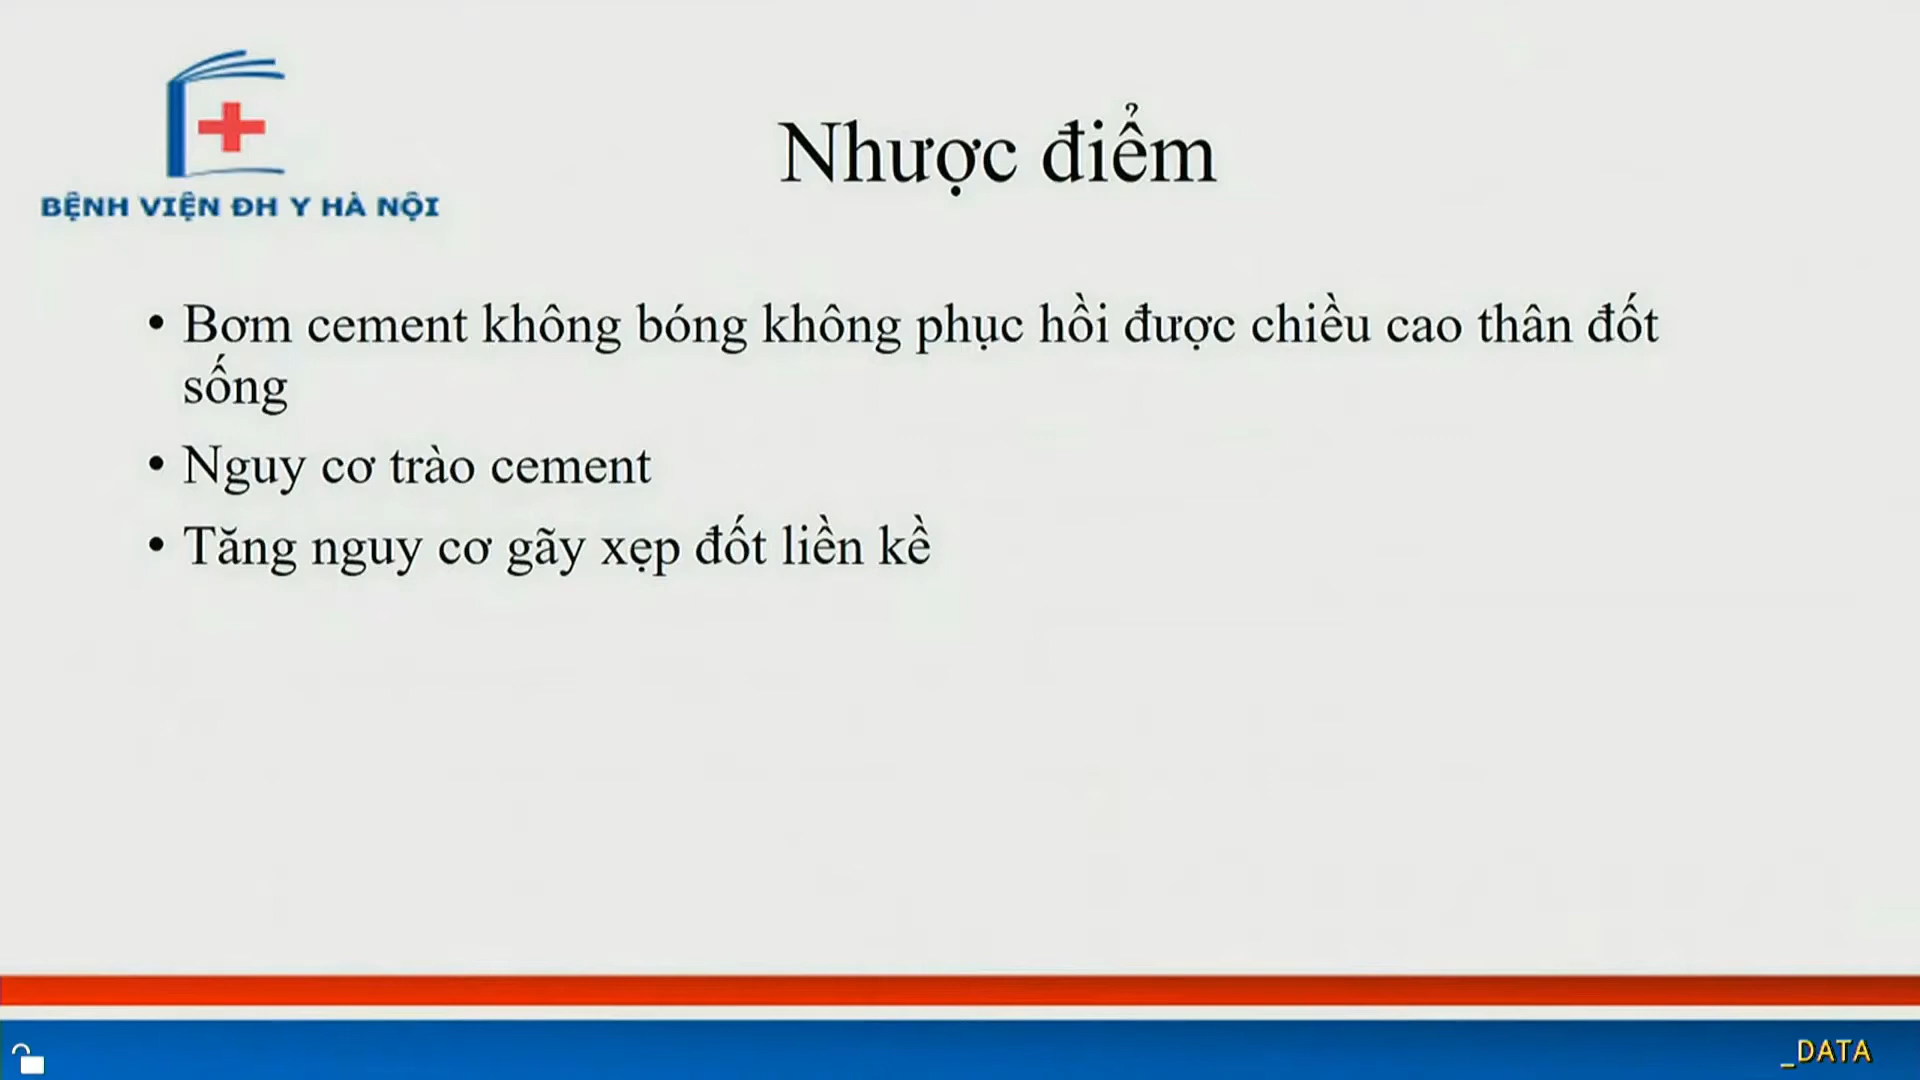 BỆNH VIỆN ĐH Y HÀ NỘI
Nhược điểm
• Bơm cement không bóng không phục hồi được chiều cao thân đốt
sống
• Nguy cơ trào cement
• Tăng nguy cơ gãy xẹp đốt liền kề
_DATA